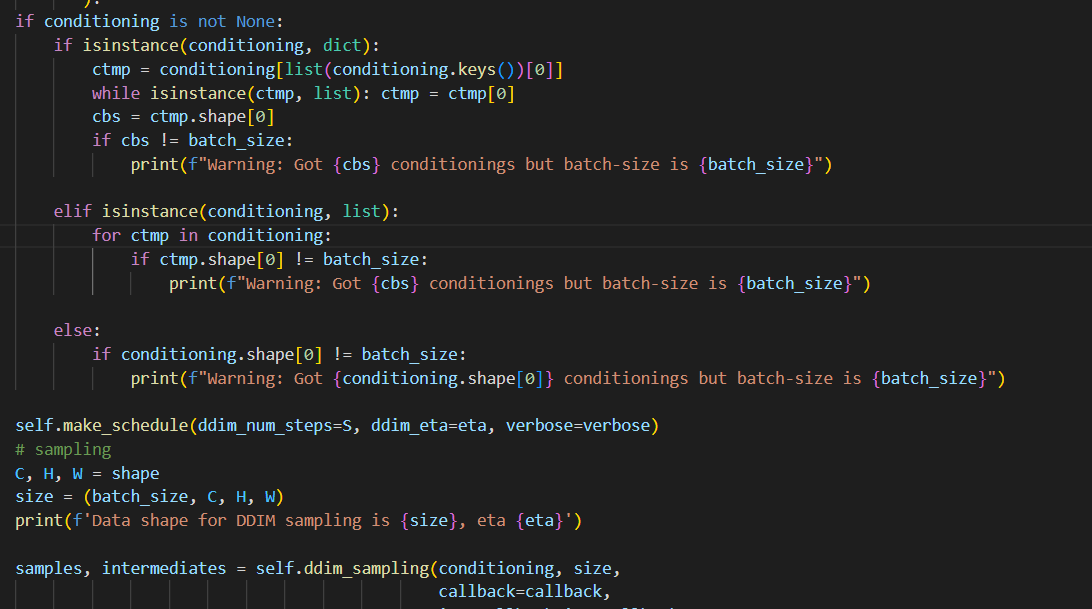 ):
if conditioning is not None:
    if isinstance(conditioning, dict):
        ctmp = conditioning[list(conditioning.keys())[0]]
        while isinstance(ctmp, list): ctmp = ctmp[0]
        cbs = ctmp.shape[0]
        if cbs != batch_size:
            print(f"Warning: Got {cbs} conditionings but batch-size is {batch_size}")

    elif isinstance(conditioning, list):
        for ctmp in conditioning:
            if ctmp.shape[0] != batch_size:
                print(f"Warning: Got {cbs} conditionings but batch-size is {batch_size}")

    else:
        if conditioning.shape[0] != batch_size:
            print(f"Warning: Got {conditioning.shape[0]} conditionings but batch-size is {batch_size}")

self.make_schedule(ddim_num_steps=S, ddim_eta=eta, verbose=verbose)
# sampling
C, H, W = shape
size = (batch_size, C, H, W)
print(f'Data shape for DDIM sampling is {size}, eta {eta}')

samples, intermediates = self.ddim_sampling(conditioning, size,
                                            callback=callback,